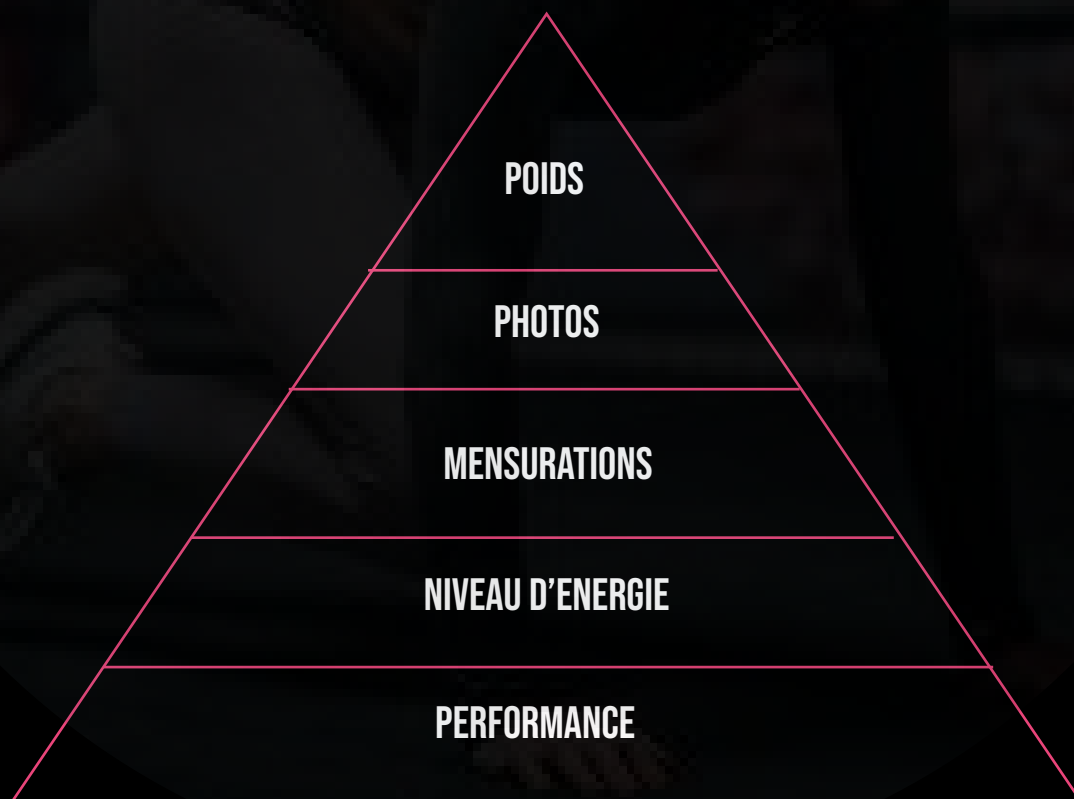 POIDS
PHOTOS
MENSURATIONS
NIVEAU D’ENERGIE
PERFORMANCE